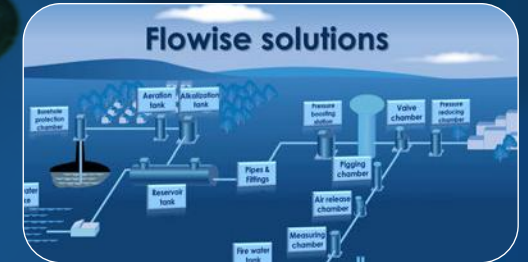 Flowise solutions
Aeration
tank
Alkalization
tank
Borehole
protection
chamber
Pressure
boosting
station
Valve
chamber
Pressure
reducing
chamber
Pipes &
Fittings
Pigging
chamber
Reservoir
tank
Air release
chamber
Measuring
chamber
Fire water
tank